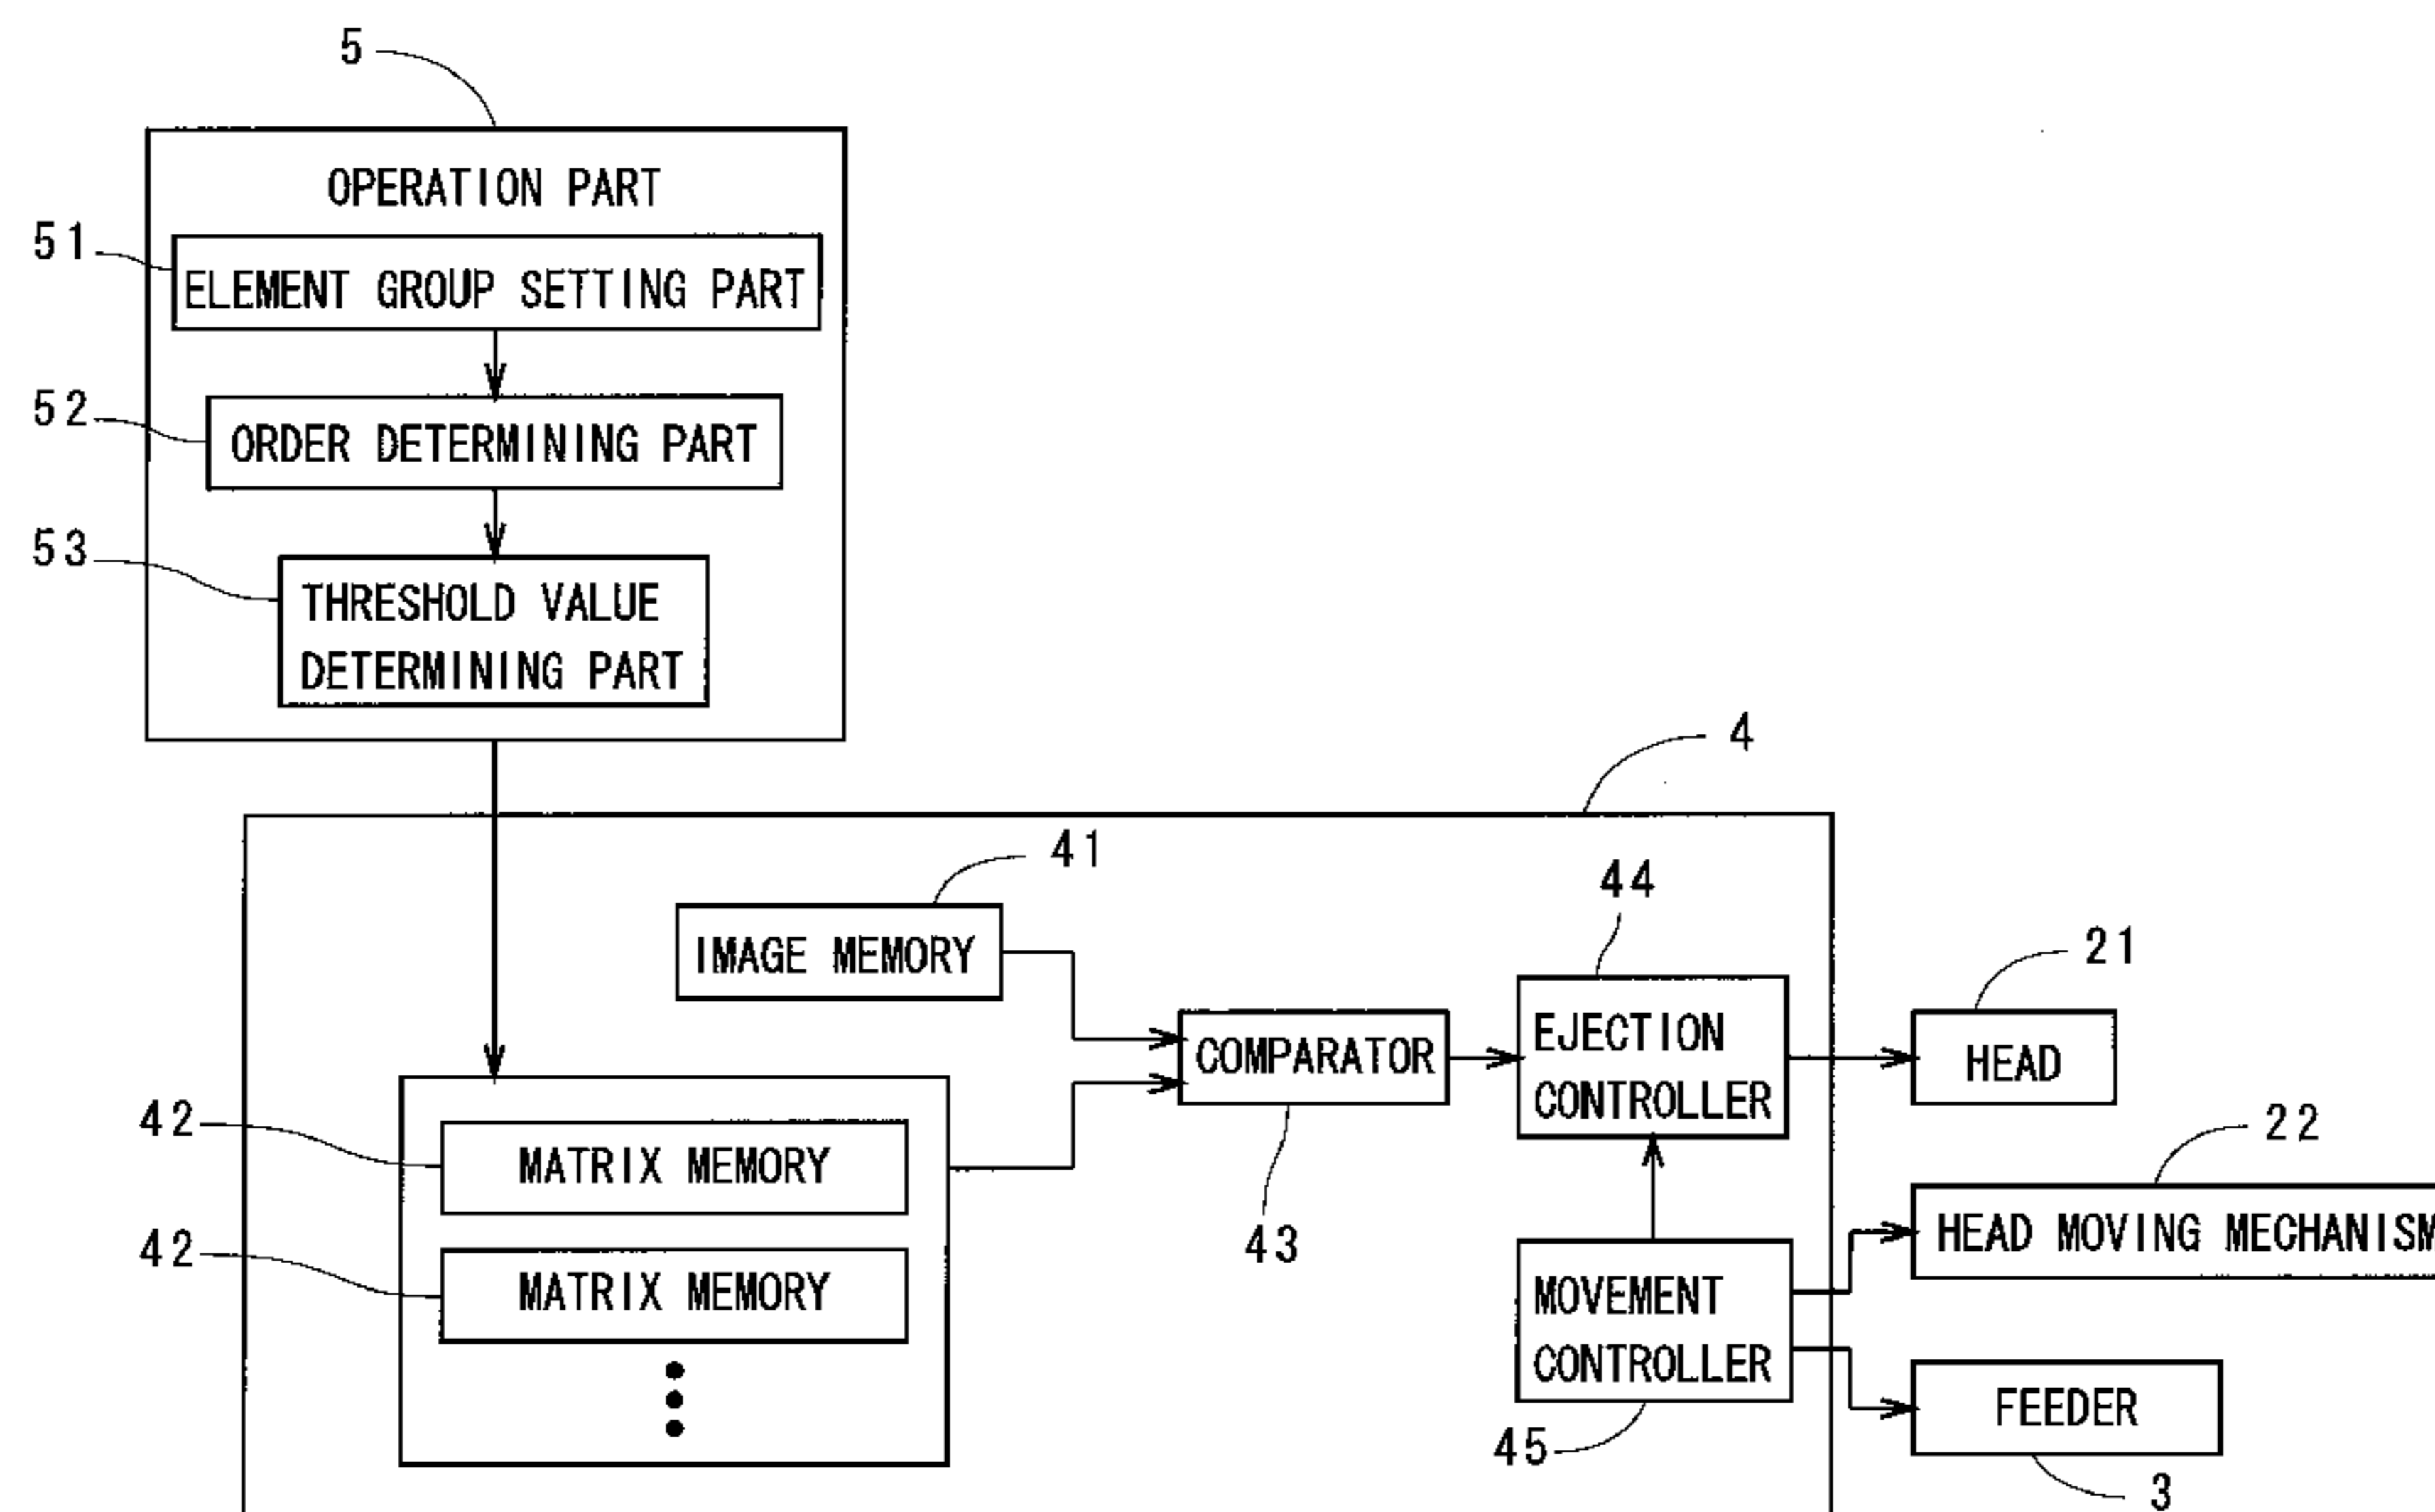 5
OPERATION PART
51
ELEMENT GROUP SETTING PART
52
ORDER DETERMINING PART
53
THRESHOLD VALUE
DETERMINING PART
4
41
IMAGE MEMORY
44
EJECTION
CONTROLLER
21
HEAD
COMPARATOR
43
42
MATRIX MEMORY
42
MATRIX MEMORY
22
HEAD MOVING MECHANISM
MOVEMENT
CONTROLLER
45
FEEDER
3